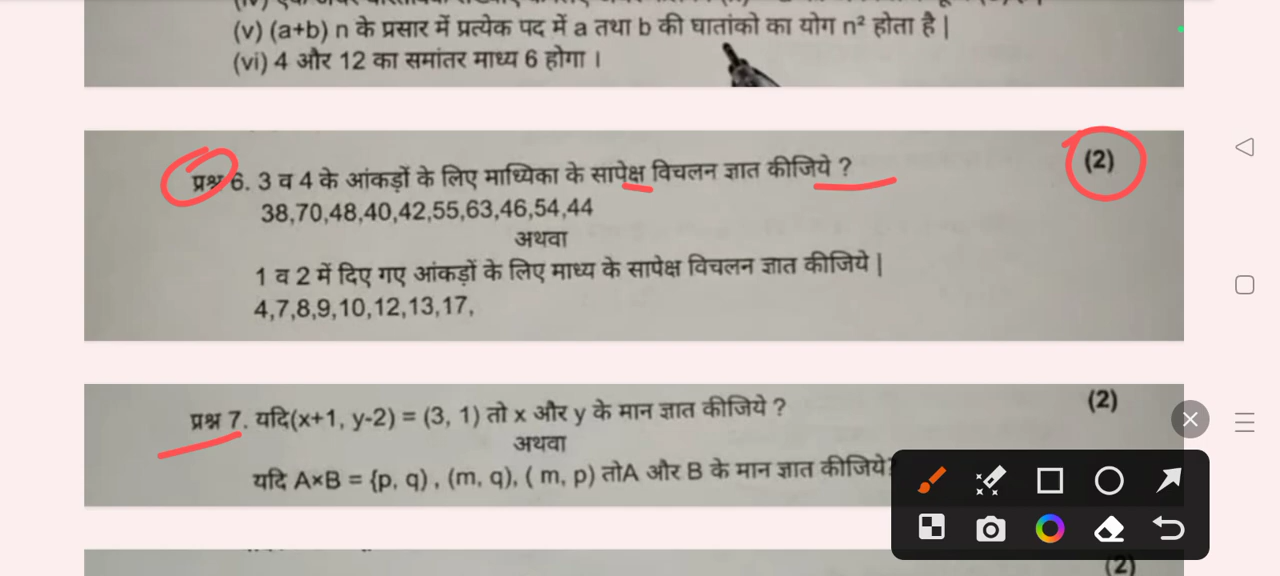 (v) (a+b) n के प्रसार में प्रत्येक पद में a तथा b की घातांको का योग n² होता है |
(vi) 4 और 12 का समांतर माध्य 6 होगा ।
प्रश्न 6. 3 व 4 के आंकड़ों के लिए माध्यिका के सापेक्ष विचलन ज्ञात कीजिये ?
(2)
38,70,48,40,42,55,63,46,54,44
अथवा
1 व 2 में दिए गए आंकड़ों के लिए माध्य के सापेक्ष विचलन ज्ञात कीजिये |
4,7,8,9,10,12,13,17,
प्रश्न 7. यदि(x+1, y-2) = (3, 1) तो x और y के मान ज्ञात कीजिये ?
(2)
अथवा
यदि A×B = {p, q) , (m, q), ( m, p) तोA और B के मान ज्ञात कीजिये?
(2)